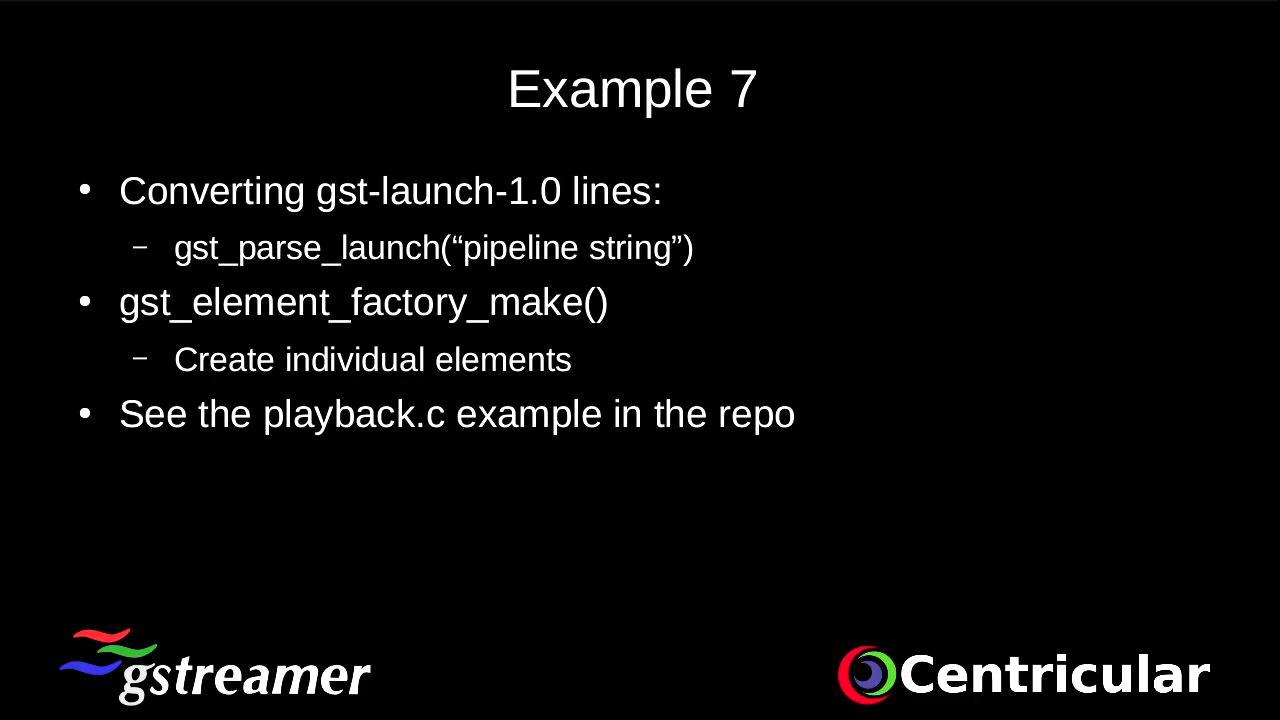 Example 7
• Converting gst-launch-1.0 lines:
– gst_parse_launch(“pipeline string”)
• gst_element_factory_make()
– Create individual elements
• See the playback.c example in the repo
gstreamer
Centricular